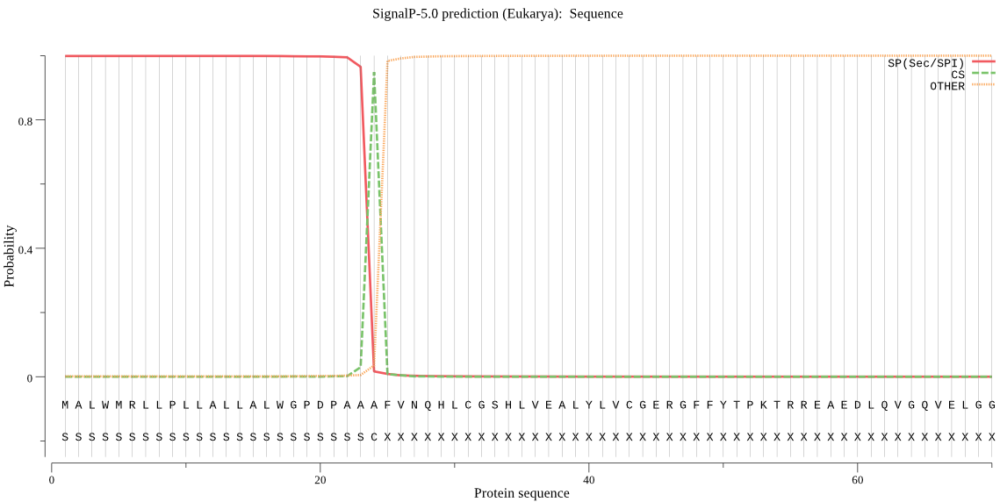 SignalP-5.0 prediction (Eukarya): Sequence
SP(Sec/SPI)
CS
OTHER
0.8
0.4
0
Probability
M A L W M R L L P L L A L L A L W G P D P A A A F V N Q H L C G S H L V E A L Y L V C G E R G F F Y T P K T R R E A E D L Q V G Q V E L G G
S S S S S S S S S S S S S S S S S S S S S S S C X X X X X X X X X X X X X X X X X X X X X X X X X X X X X X X X X X X X X X X X X X X X X X
0 20 40 60
Protein sequence